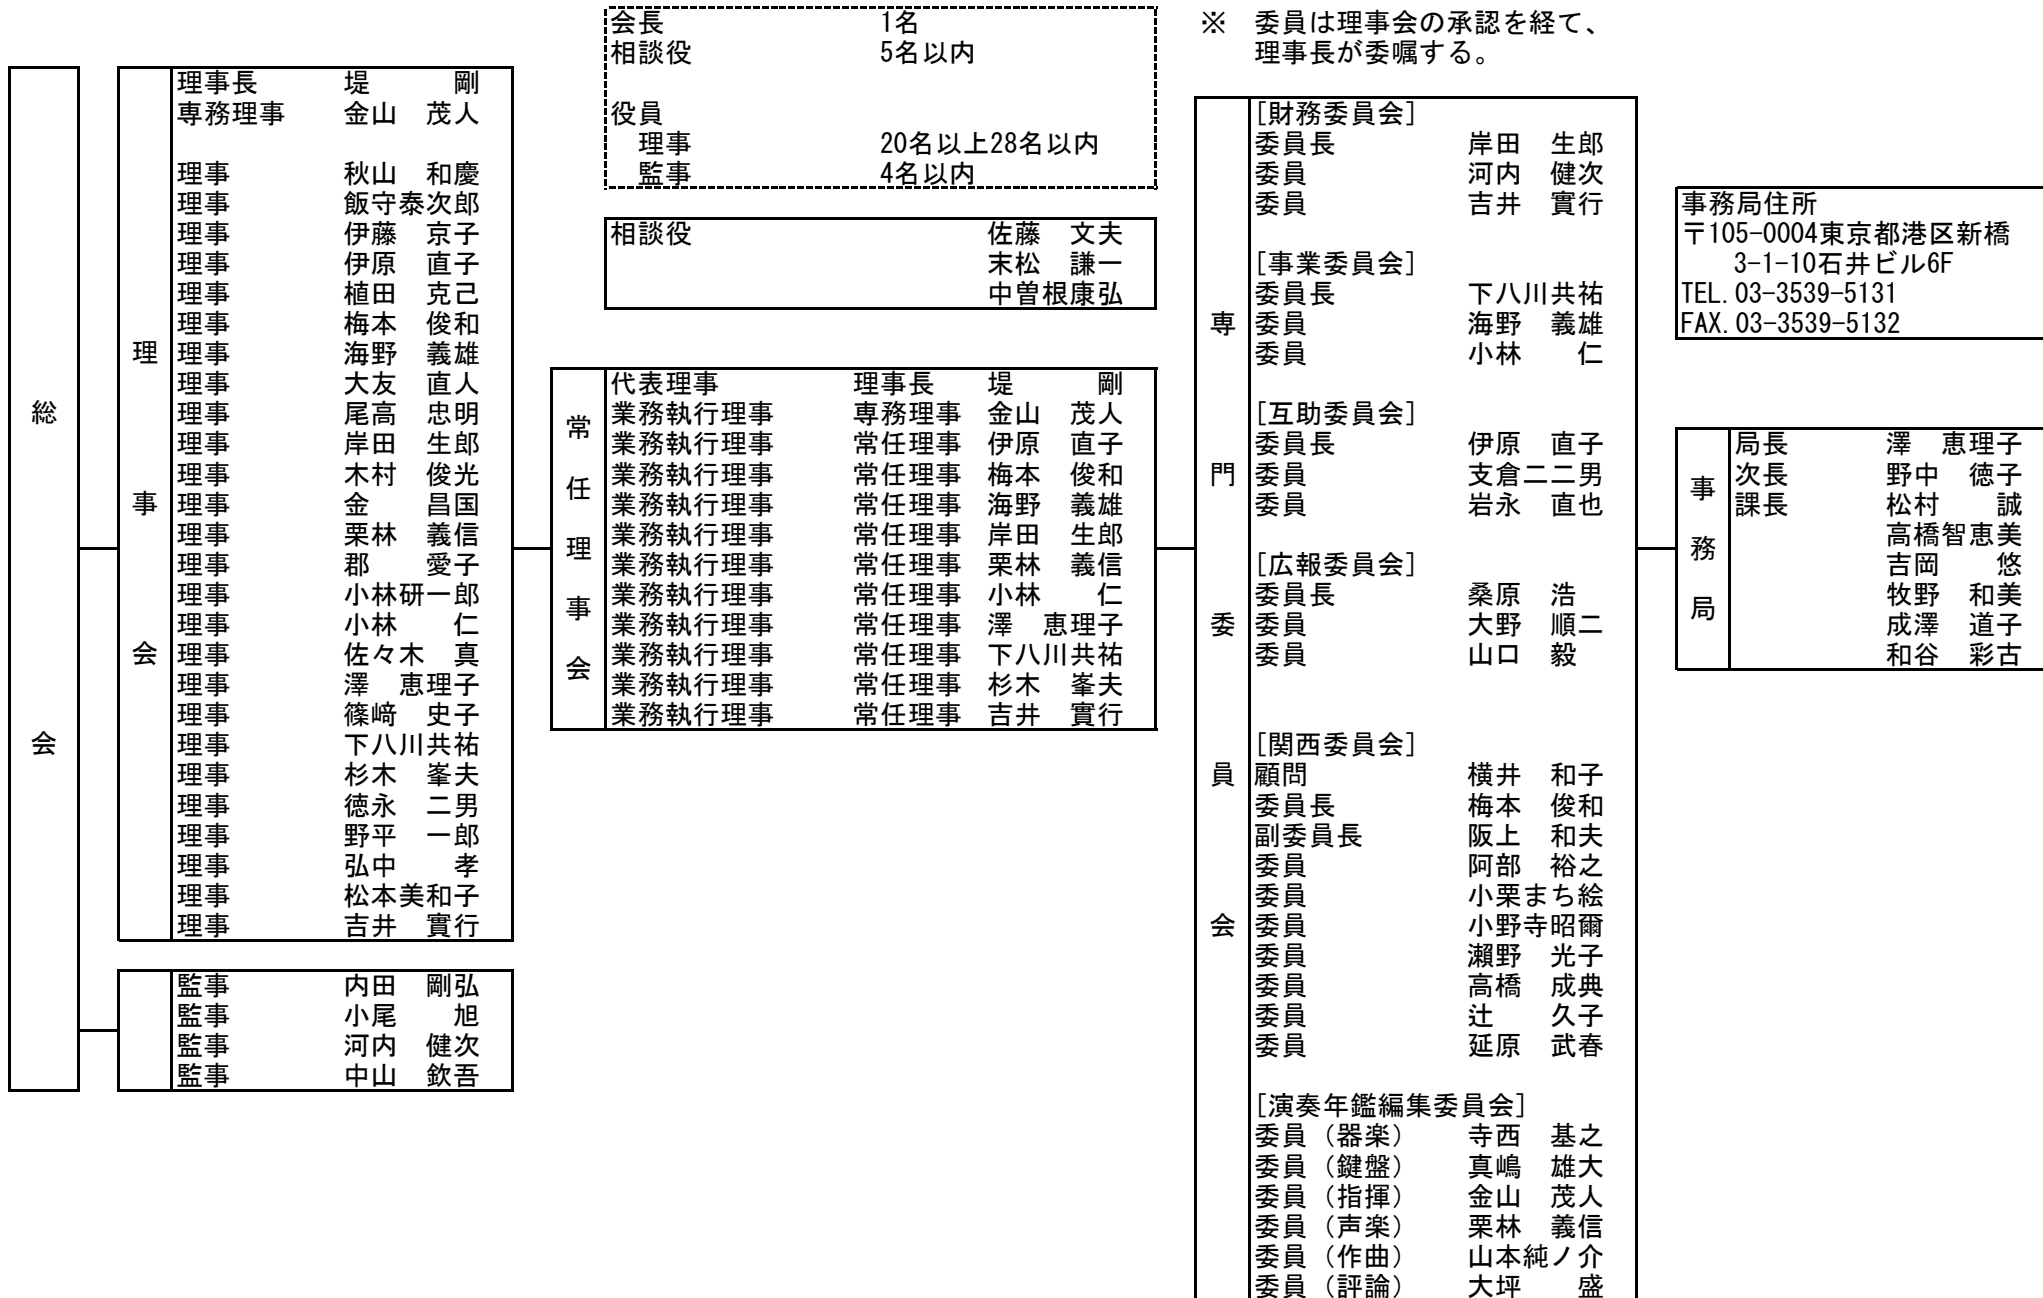 総
会
理
事
会
理事長 堤 剛
専務理事 金山 茂人
理事 秋山 和慶
理事 飯守泰次郎
理事 伊藤 京子
理事 伊原 直子
理事 植田 克己
理事 梅本 俊和
理事 海野 義雄
理事 大友 直人
理事 尾高 忠明
理事 岸田 生郎
理事 木村 俊光
理事 金 昌国
理事 栗林 義信
理事 郡 愛子
理事 小林研一郎
理事 小林 仁
理事 佐々木 真
理事 澤 恵理子
理事 篠﨑 史子
理事 下八川共祐
理事 杉木 峯夫
理事 徳永 二男
理事 野平 一郎
理事 弘中 孝
理事 松本美和子
理事 吉井 實行
監事 内田 剛弘
監事 小尾 旭
監事 河内 健次
監事 中山 欽吾
会長 1名
相談役 5名以内
役員
理事 20名以上28名以内
監事 4名以内
相談役 佐藤 文夫
末松 謙一
中曽根康弘
常
任
理
事
会
代表理事 理事長 堤 剛
業務執行理事 専務理事 金山 茂人
業務執行理事 常任理事 伊原 直子
業務執行理事 常任理事 梅本 俊和
業務執行理事 常任理事 海野 義雄
業務執行理事 常任理事 岸田 生郎
業務執行理事 常任理事 栗林 義信
業務執行理事 常任理事 小林 仁
業務執行理事 常任理事 澤 恵理子
業務執行理事 常任理事 下八川共祐
業務執行理事 常任理事 杉木 峯夫
業務執行理事 常任理事 吉井 實行
※ 委員は理事会の承認を経て、
理事長が委嘱する。
専
門
委
員
会
[財務委員会]
委員長 岸田 生郎
委員 河内 健次
委員 吉井 實行
[事業委員会]
委員長 下八川共祐
委員 海野 義雄
委員 小林 仁
[互助委員会]
委員長 伊原 直子
委員 支倉二二男
委員 岩永 直也
[広報委員会]
委員長 桑原 浩
委員 大野 順二
委員 山口 毅
[関西委員会]
顧問 横井 和子
委員長 梅本 俊和
副委員長 阪上 和夫
委員 阿部 裕之
委員 小栗まち絵
委員 小野寺昭爾
委員 瀬野 光子
委員 高橋 成典
委員 辻 久子
委員 延原 武春
[演奏年鑑編集委員会]
委員（器楽） 寺西 基之
委員（鍵盤） 真嶋 雄大
委員（指揮） 金山 茂人
委員（声楽） 栗林 義信
委員（作曲） 山本純ノ介
委員（評論） 大坪 盛
事務局住所
〒105-0004東京都港区新橋
3-1-10石井ビル6F
TEL.03-3539-5131
FAX.03-3539-5132
事
務
局
局長 澤 恵理子
次長 野中 徳子
課長 松村 誠
高橋智恵美
吉岡 悠
牧野 和美
成澤 道子
和谷 彩古